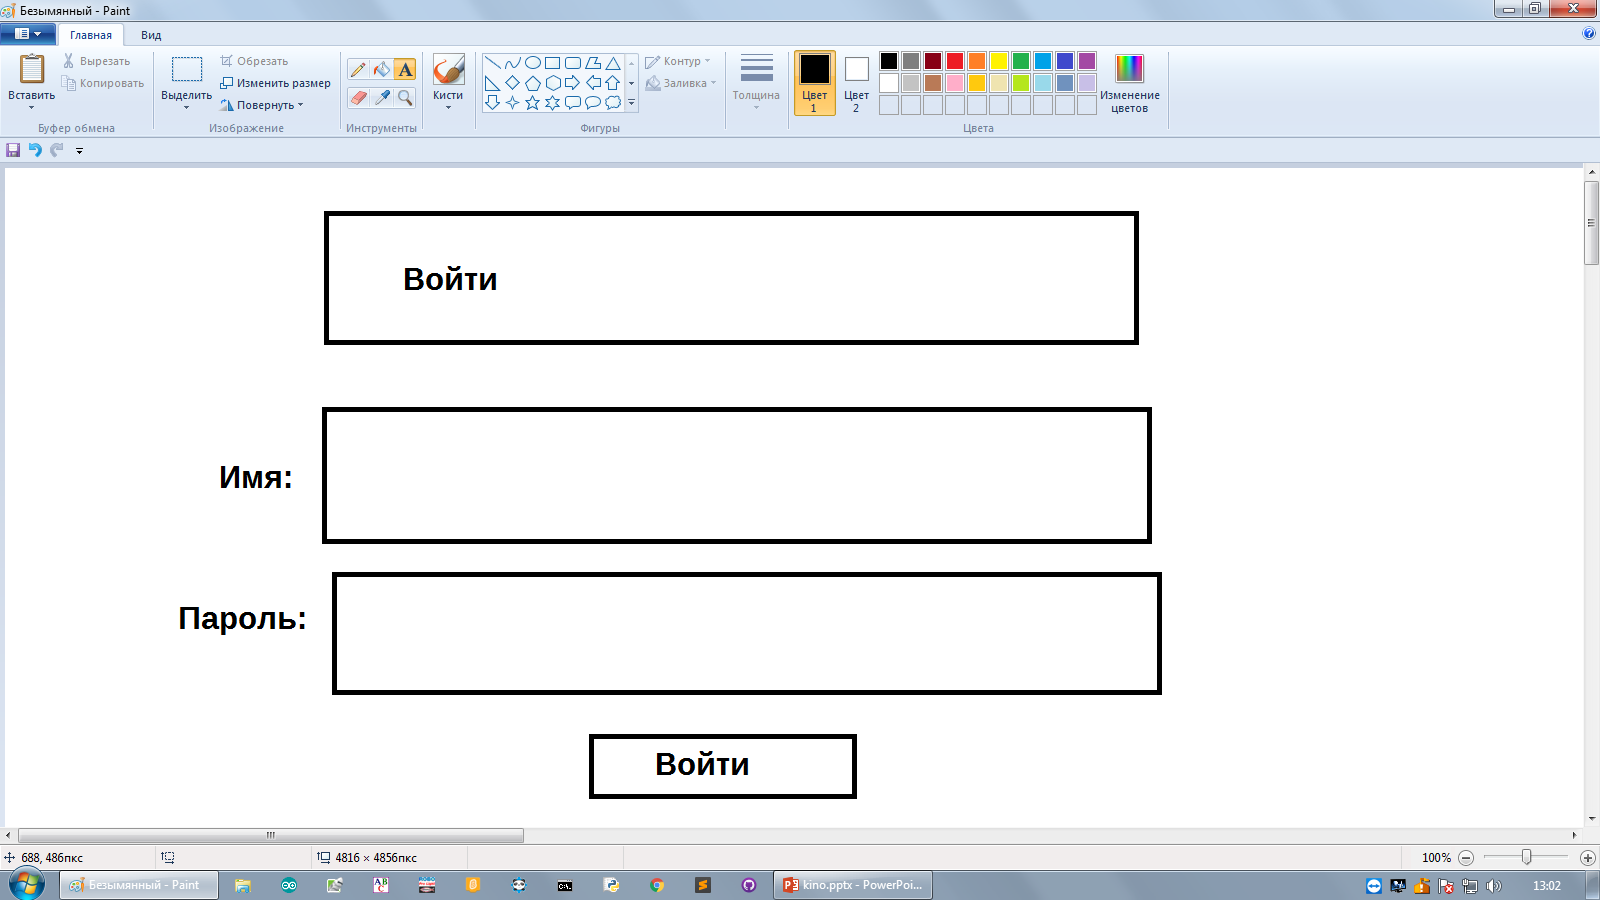 Безымянный - Paint
Главная
Вид
Вставить
Вырезать
Копировать
Буфер обмена
Выделить
Обрезать
Изменить размер
Повернуть
Изображение
A
Инструменты
Кисти
Контур
Заливка
Фигуры
Толщина
Цвет
1
Цвет
2
Изменение
цветов
Цвета
Войти
Имя:
Пароль:
Войти
688, 486пкс
4816 × 4856пкс
100%
Безымянный - Paint
kino.pptx - PowerPoi...
13:02